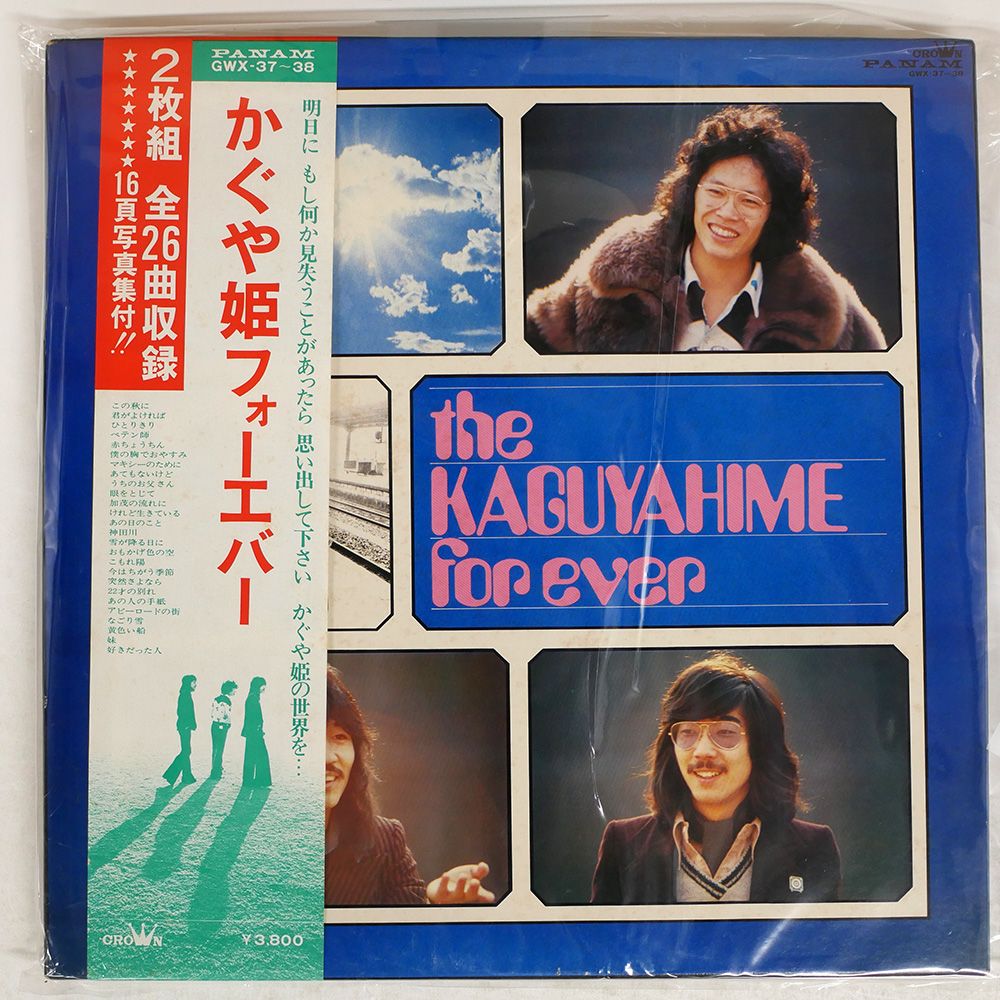 2枚組 全26曲収録
★★★★★★★16頁写真集付!!
PANAM
GWX-37~38
かぐや姫フォーエバー
明日に もし何か見失うことがあったら 思い出して下さい かぐや姫の世界を…
この秋に
君がよければ
ひとりきり
ペテン師
赤ちょうちん
僕の胸でおやすみ
マキシーのために
あてもないけど
うちのお父さん
眼をとじて
加茂の流れに
けれど生きている
あの日のこと
神田川
雪が降る日に
おもかげ色の空
こもれ陽
今はちがう季節
突然さよなら
22才の別れ
あの人の手紙
アビーロードの街
なごり雪
黄色い船
妹
好きだった人
CROWN
¥3,800
CROWN
PANAM
GWX-37~38
the
KAGUYAHIME
for ever